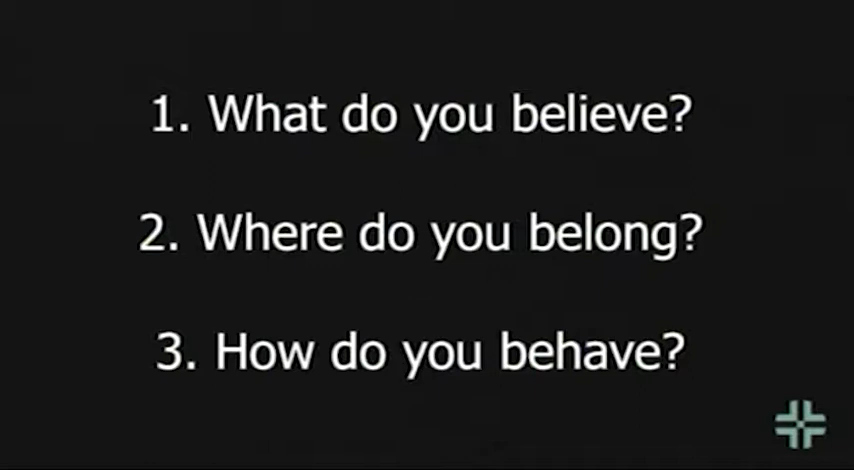 1. What do you believe?
2. Where do you belong?
3. How do you behave?